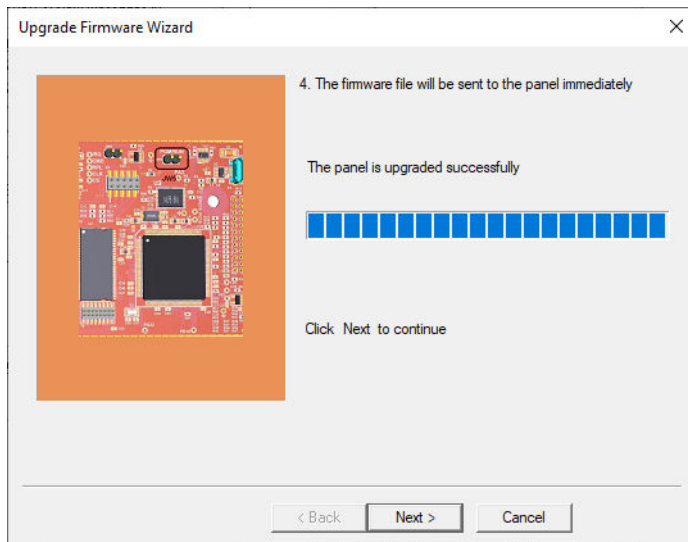 Upgrade Firmware Wizard
4. The firmware file will be sent to the panel immediately
The panel is upgraded successfully
Click Next to continue
< Back
Next >
Cancel